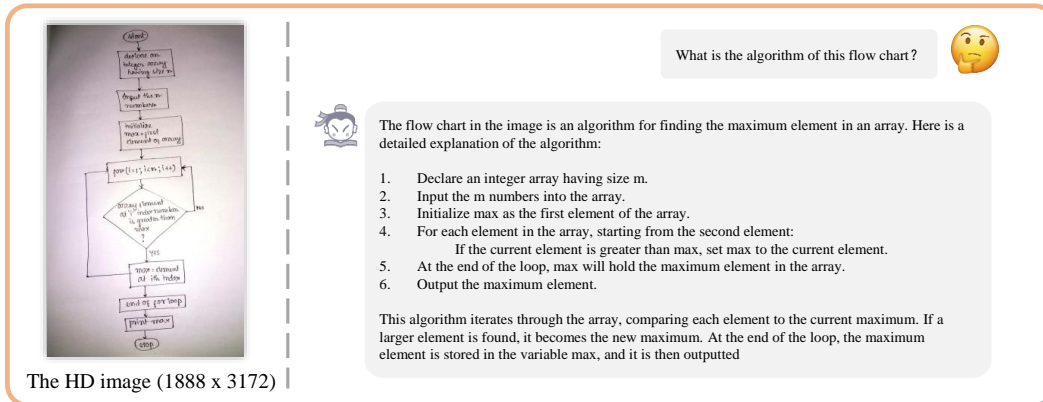 start
declare an
integer array
having size n
Input the n
numbers
initialize
max = first
element of array
for(i=1; i<n; i++)
array element
at "i"th index number
is greater than
max
?
No
yes
max = element
at ith index
end of for loop
print max
stop
The HD image (1888 x 3172)
What is the algorithm of this flow chart?
The flow chart in the image is an algorithm for finding the maximum element in an array. Here is a
detailed explanation of the algorithm:
1. Declare an integer array having size m.
2. Input the m numbers into the array.
3. Initialize max as the first element of the array.
4. For each element in the array, starting from the second element:
If the current element is greater than max, set max to the current element.
5. At the end of the loop, max will hold the maximum element in the array.
6. Output the maximum element.
This algorithm iterates through the array, comparing each element to the current maximum. If a
larger element is found, it becomes the new maximum. At the end of the loop, the maximum
element is stored in the variable max, and it is then outputted